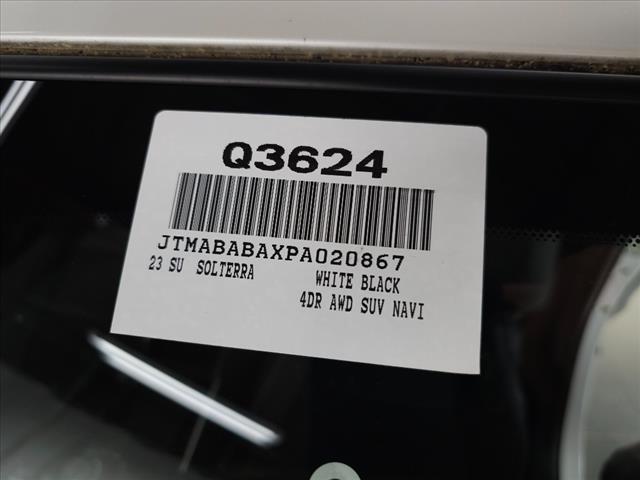 Q3624
JTMABABAXPA020867
23 SU SOLTERRA WHITE BLACK
4DR AWD SUV NAVI